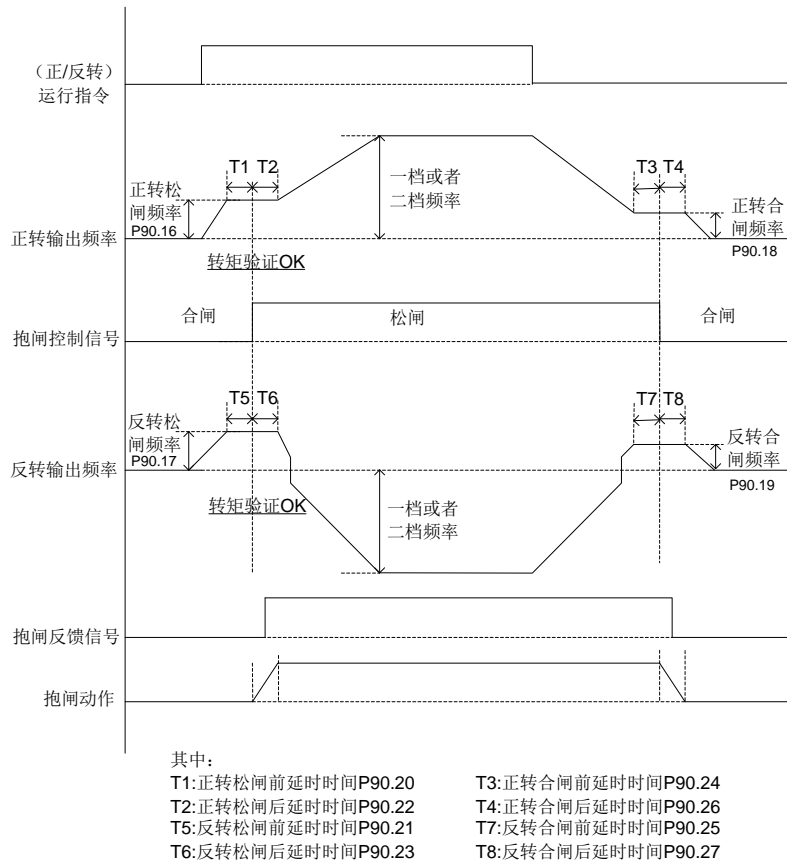 （正/反转）
运行指令
T1 T2
T3 T4
一档或者
二档频率
正转松
闸频率
P90.16
正转合
闸频率
P90.18
正转输出频率
转矩验证OK
合闸
松闸
合闸
抱闸控制信号
T5 T6
T7 T8
反转松
闸频率
P90.17
反转合
闸频率
P90.19
反转输出频率
转矩验证OK
一档或者
二档频率
抱闸反馈信号
抱闸动作
其中：
T1:正转松闸前延时时间P90.20
T3:正转合闸前延时时间P90.24
T2:正转松闸后延时时间P90.22
T4:正转合闸后延时时间P90.26
T5:反转松闸前延时时间P90.21
T7:反转合闸前延时时间P90.25
T6:反转松闸后延时时间P90.23
T8:反转合闸后延时时间P90.27